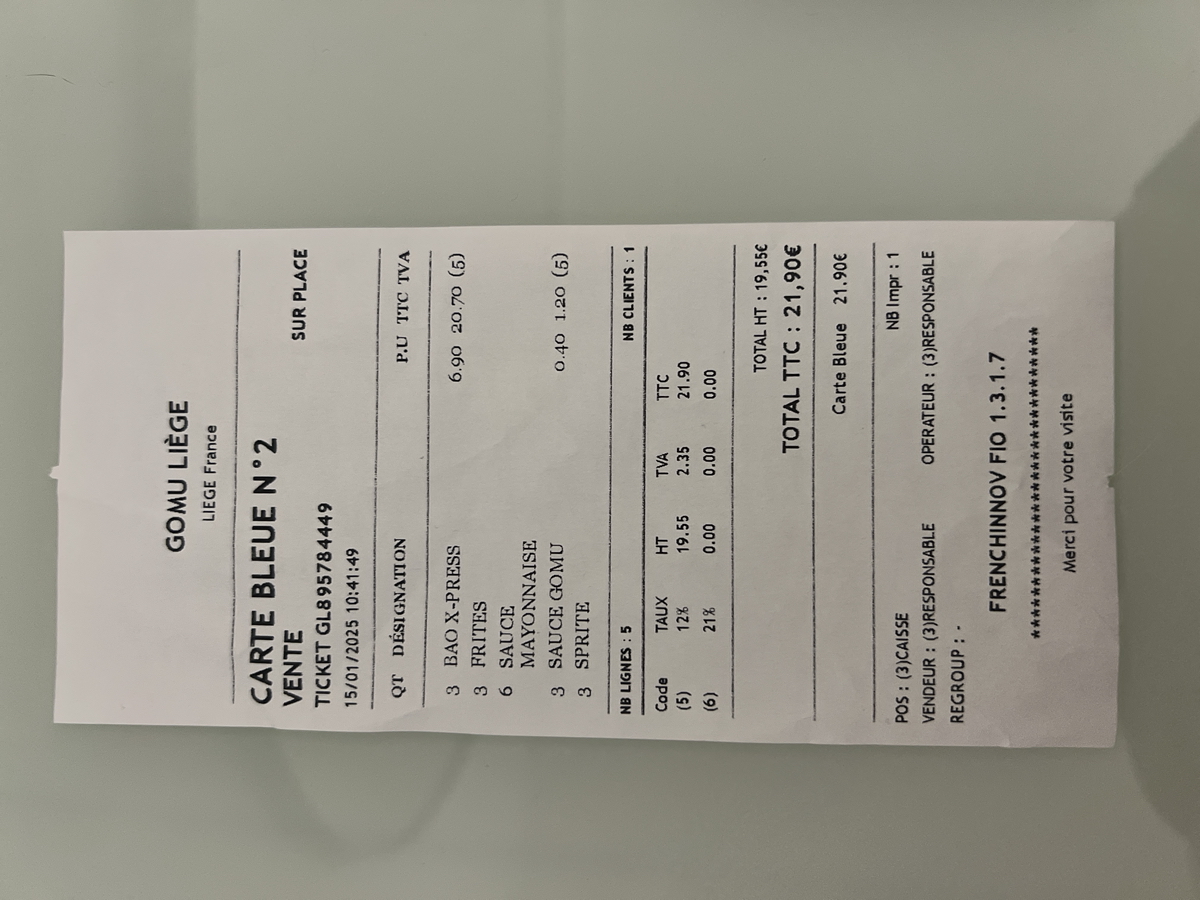 GOMU LIÈGE
LIEGE France
CARTE BLEUE N°2
VENTE
TICKET GL895784449 SUR PLACE
15/01/2025 10:41:49
QT DÉSIGNATION P.U TTC TVA
3 BAO X-PRESS 6.90 20.70 (5)
3 FRITES
6 SAUCE
MAYONNAISE
3 SAUCE GOMU 0.40 1.20 (5)
3 SPRITE
NB LIGNES : 5 NB CLIENTS : 1
Code TAUX HT TVA TTC
(5) 12% 19.55 2.35 21.90
(6) 21% 0.00 0.00 0.00
TOTAL HT : 19,55€
TOTAL TTC : 21,90€
Carte Bleue 21.90€
POS : (3)CAISSE NB Impr : 1
VENDEUR : (3)RESPONSABLE OPERATEUR : (3)RESPONSABLE
REGROUP : -
FRENCHINNOV FIO 1.3.1.7
************************************
Merci pour votre visite